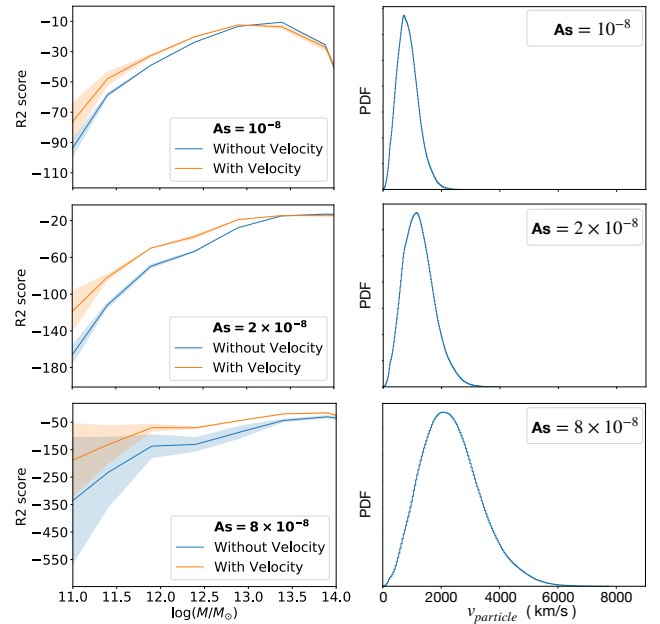 −10
−30
−50
−70
−90
−110
R2 score
As = 10⁻⁸
Without Velocity
With Velocity
PDF
As = 10⁻⁸
−20
−60
−100
−140
−180
R2 score
As = 2 × 10⁻⁸
Without Velocity
With Velocity
PDF
As = 2 × 10⁻⁸
−50
−150
−250
−350
−450
−550
R2 score
As = 8 × 10⁻⁸
Without Velocity
With Velocity
11.0 11.5 12.0 12.5 13.0 13.5 14.0
log(M/M☉)
PDF
As = 8 × 10⁻⁸
0 2000 4000 6000 8000
v_particle (km/s)